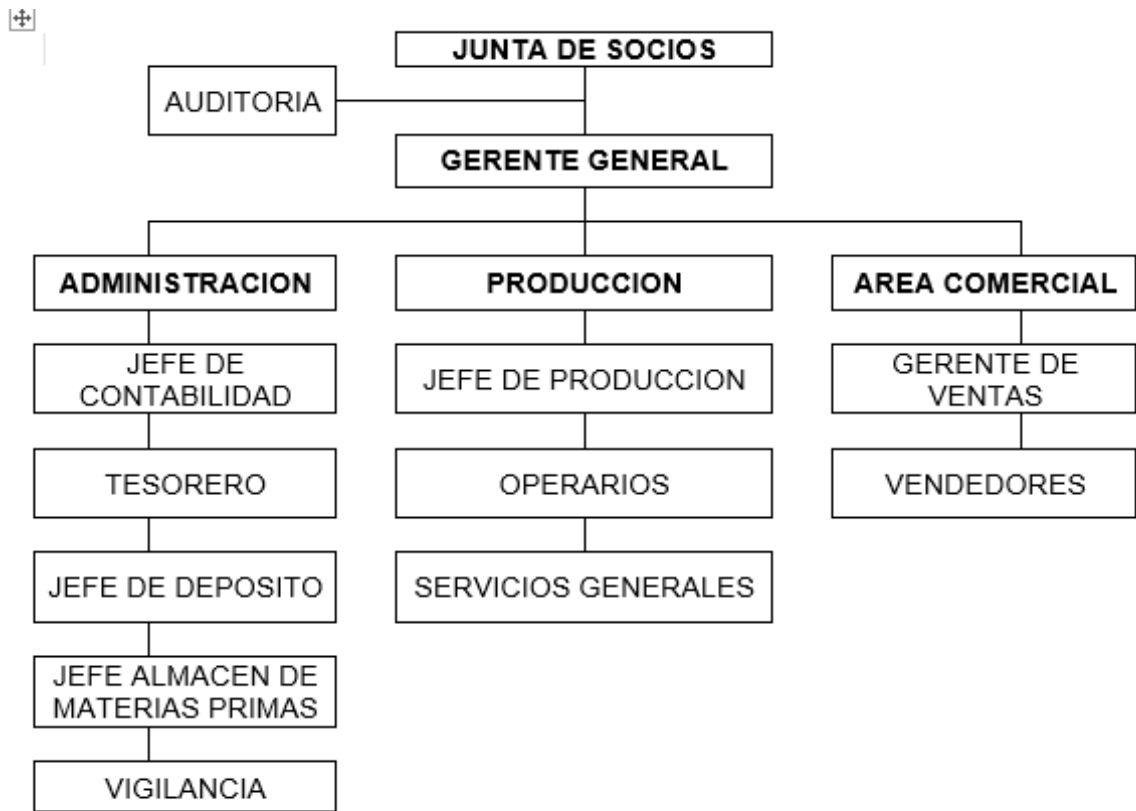 JUNTA DE SOCIOS
AUDITORIA
GERENTE GENERAL
ADMINISTRACION
PRODUCCION
AREA COMERCIAL
JEFE DE
CONTABILIDAD
JEFE DE PRODUCCION
GERENTE DE
VENTAS
TESORERO
OPERARIOS
VENDEDORES
JEFE DE DEPOSITO
SERVICIOS GENERALES
JEFE ALMACEN DE
MATERIAS PRIMAS
VIGILANCIA